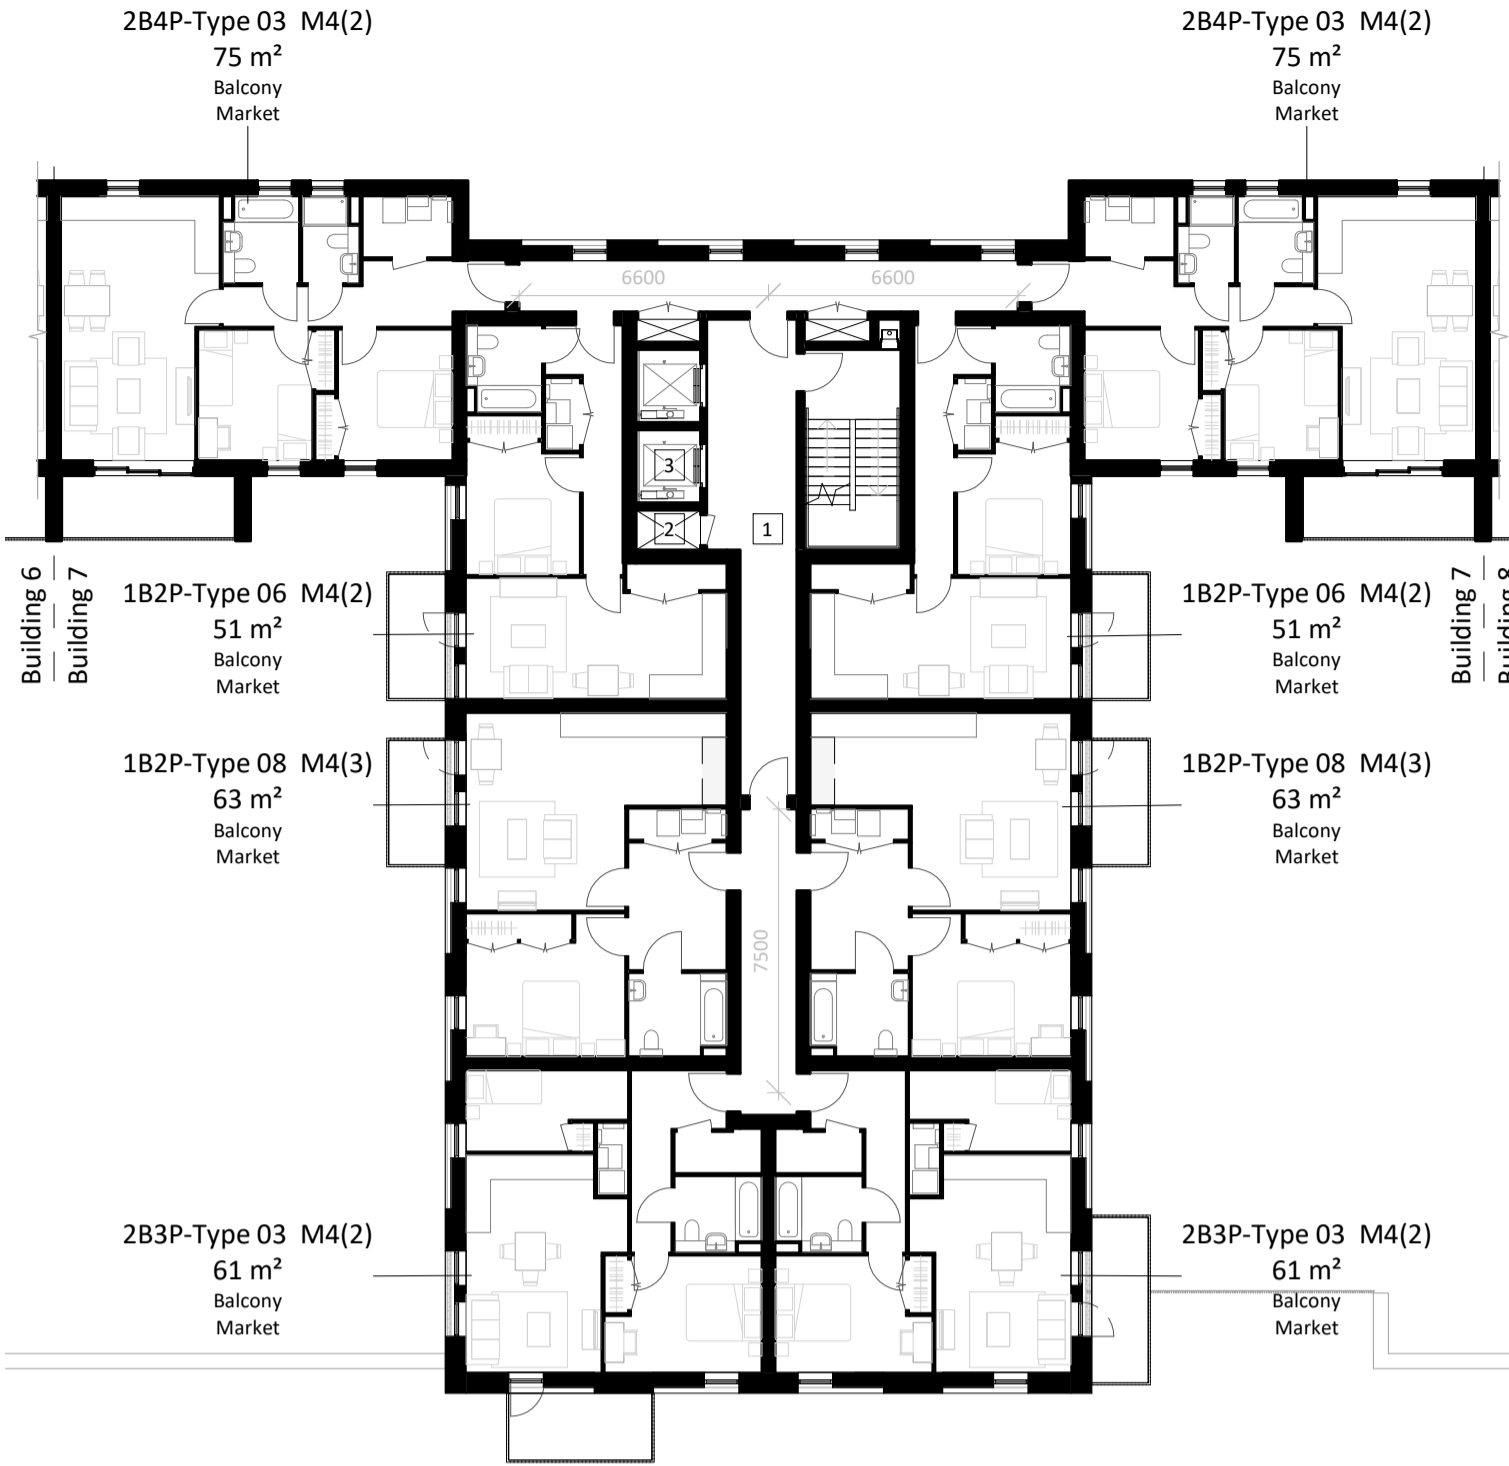 2B4P-Type 03 M4(2)
75 m²
Balcony
Market
2B4P-Type 03 M4(2)
75 m²
Balcony
Market
6600
6600
3
2
1
Building 6
Building 7
1B2P-Type 06 M4(2)
51 m²
Balcony
Market
1B2P-Type 06 M4(2)
51 m²
Balcony
Market
Building 7
Building 8
1B2P-Type 08 M4(3)
63 m²
Balcony
Market
1B2P-Type 08 M4(3)
63 m²
Balcony
Market
7500
2B3P-Type 03 M4(2)
61 m²
Balcony
Market
2B3P-Type 03 M4(2)
61 m²
Balcony
Market